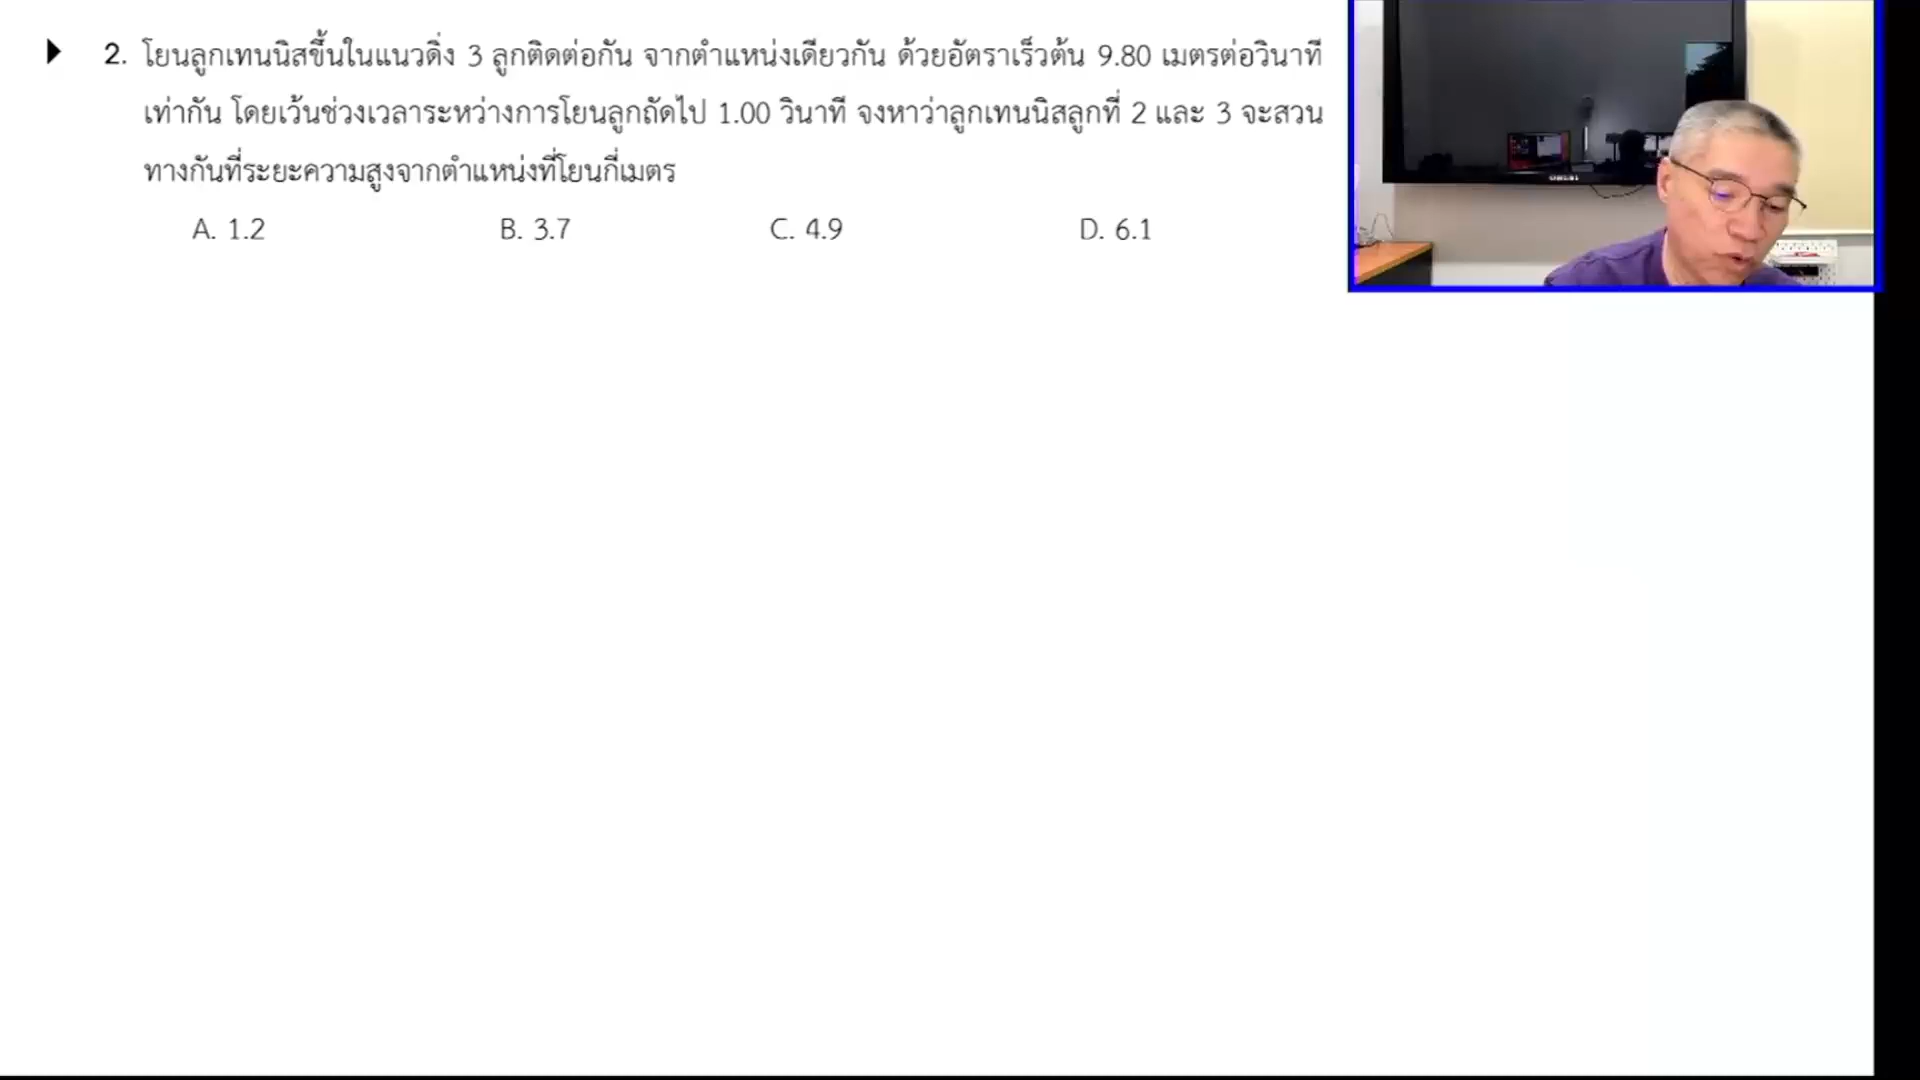 2. โยนลูกเทนนิสขึ้นในแนวดิ่ง 3 ลูกติดต่อกัน จากตำแหน่งเดียวกัน ด้วยอัตราเร็วต้น 9.80 เมตรต่อวินาที
เท่ากัน โดยเว้นช่วงเวลาระหว่างการโยนลูกถัดไป 1.00 วินาที จงหาว่าลูกเทนนิสลูกที่ 2 และ 3 จะสวน
ทางกันที่ระยะความสูงจากตำแหน่งที่โยนกี่เมตร
A. 1.2 B. 3.7 C. 4.9 D. 6.1